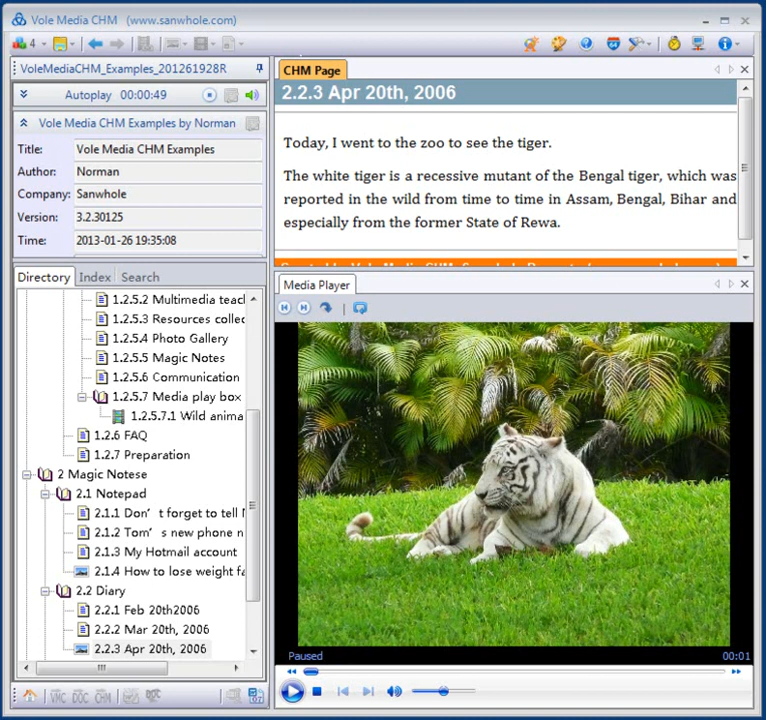 Vole Media CHM (www.sanwhole.com)
4
VoleMediaCHM_Examples_201261928R
Autoplay 00:00:49
Vole Media CHM Examples by Norman
Title: Vole Media CHM Examples
Author: Norman
Company: Sanwhole
Version: 3.2.30125
Time: 2013-01-26 19:35:08
Directory Index Search
1.2.5.2 Multimedia teac
1.2.5.3 Resources collec
1.2.5.4 Photo Gallery
1.2.5.5 Magic Notes
1.2.5.6 Communication
1.2.5.7 Media play box
1.2.5.7.1 Wild anima
1.2.6 FAQ
1.2.7 Preparation
2 Magic Notese
2.1 Notepad
2.1.1 Don't forget to tell
2.1.2 Tom's new phone n
2.1.3 My Hotmail account
2.1.4 How to lose weight fa
2.2 Diary
2.2.1 Feb 20th2006
2.2.2 Mar 20th, 2006
2.2.3 Apr 20th, 2006
VMC DOC CHM
CHM Page
2.2.3 Apr 20th, 2006
Today, I went to the zoo to see the tiger.
The white tiger is a recessive mutant of the Bengal tiger, which was
reported in the wild from time to time in Assam, Bengal, Bihar and
especially from the former State of Rewa.
Media Player
Paused 00:01